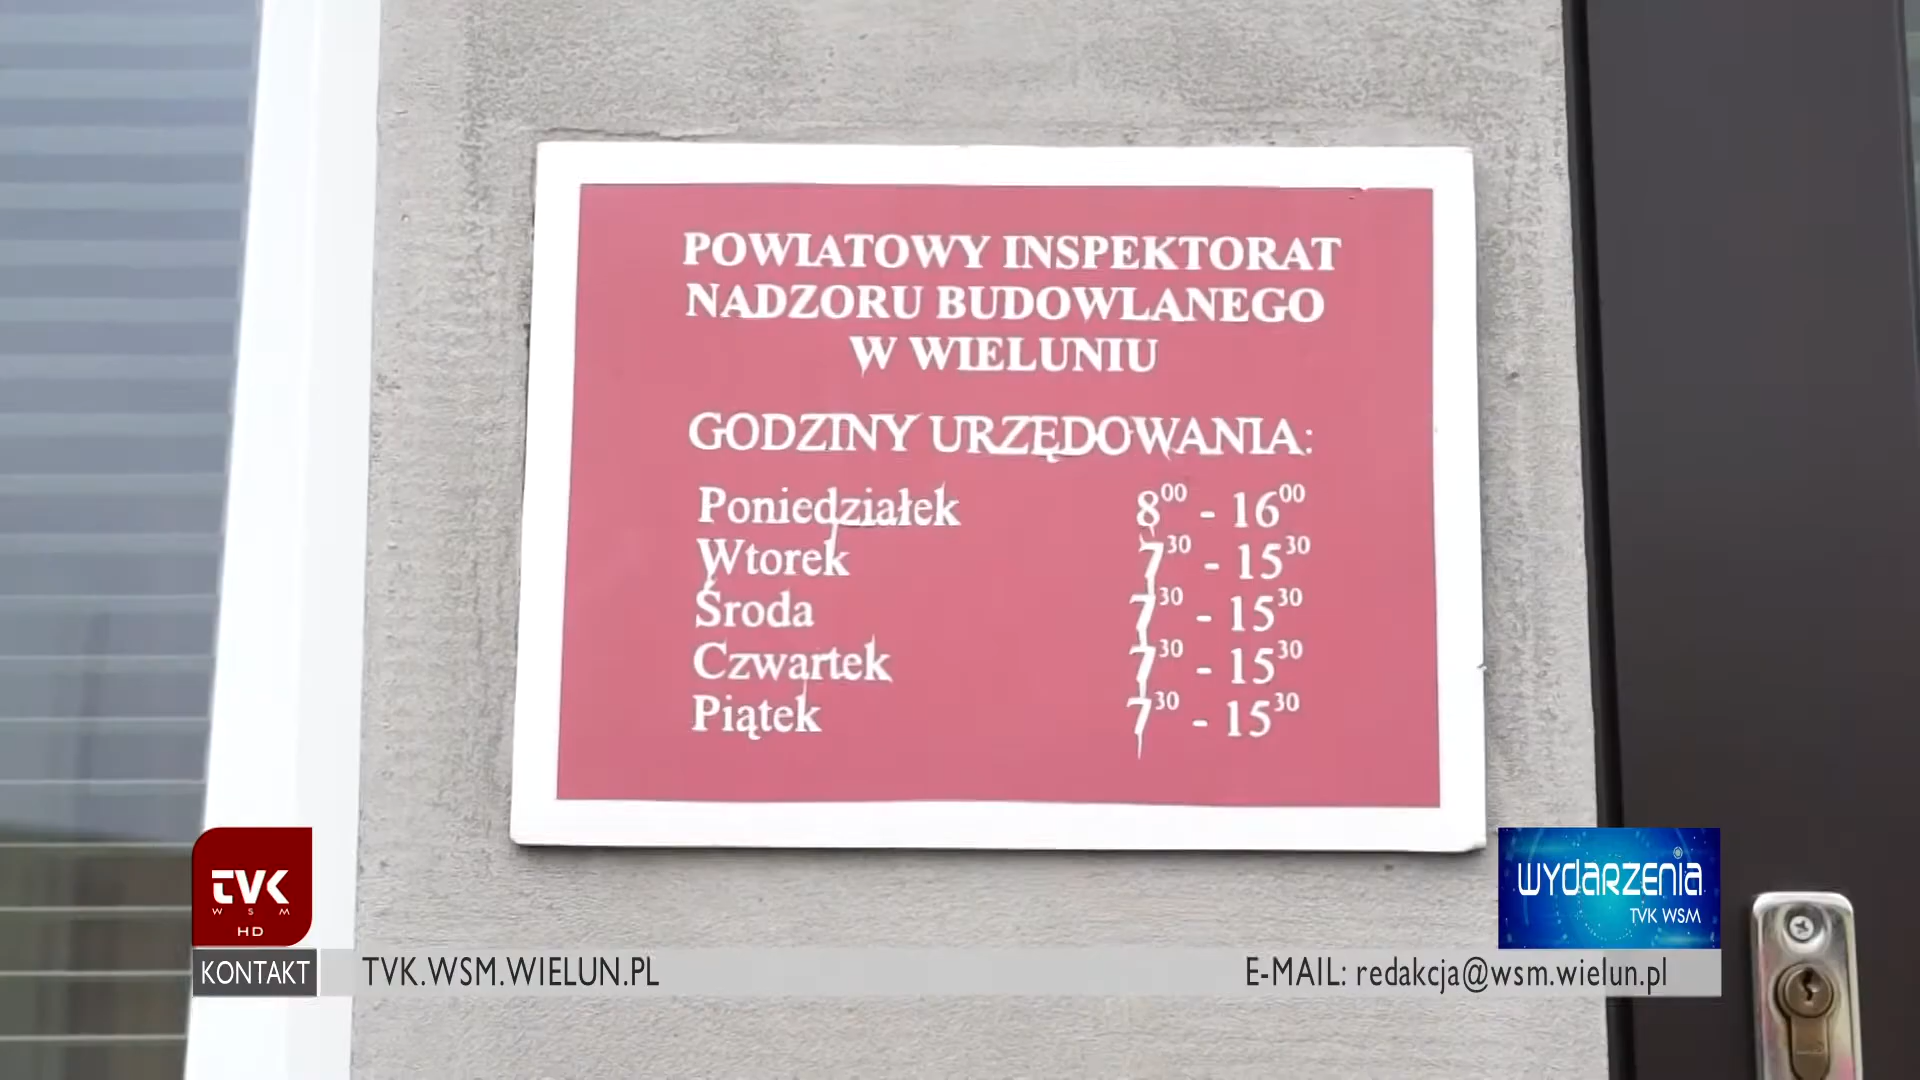 POWIATOWY INSPEKTORAT
NADZORU BUDOWLANEGO
W WIELUNIU
GODZINY URZĘDOWANIA:
Poniedziałek 8⁰⁰ - 16⁰⁰
Wtorek 7³⁰ - 15³⁰
Środa 7³⁰ - 15³⁰
Czwartek 7³⁰ - 15³⁰
Piątek 7³⁰ - 15³⁰
TVK
WSM
HD
WYDARZENIA
TVK WSM
KONTAKT TVK.WSM.WIELUN.PL E-MAIL: redakcja@wsm.wielun.pl